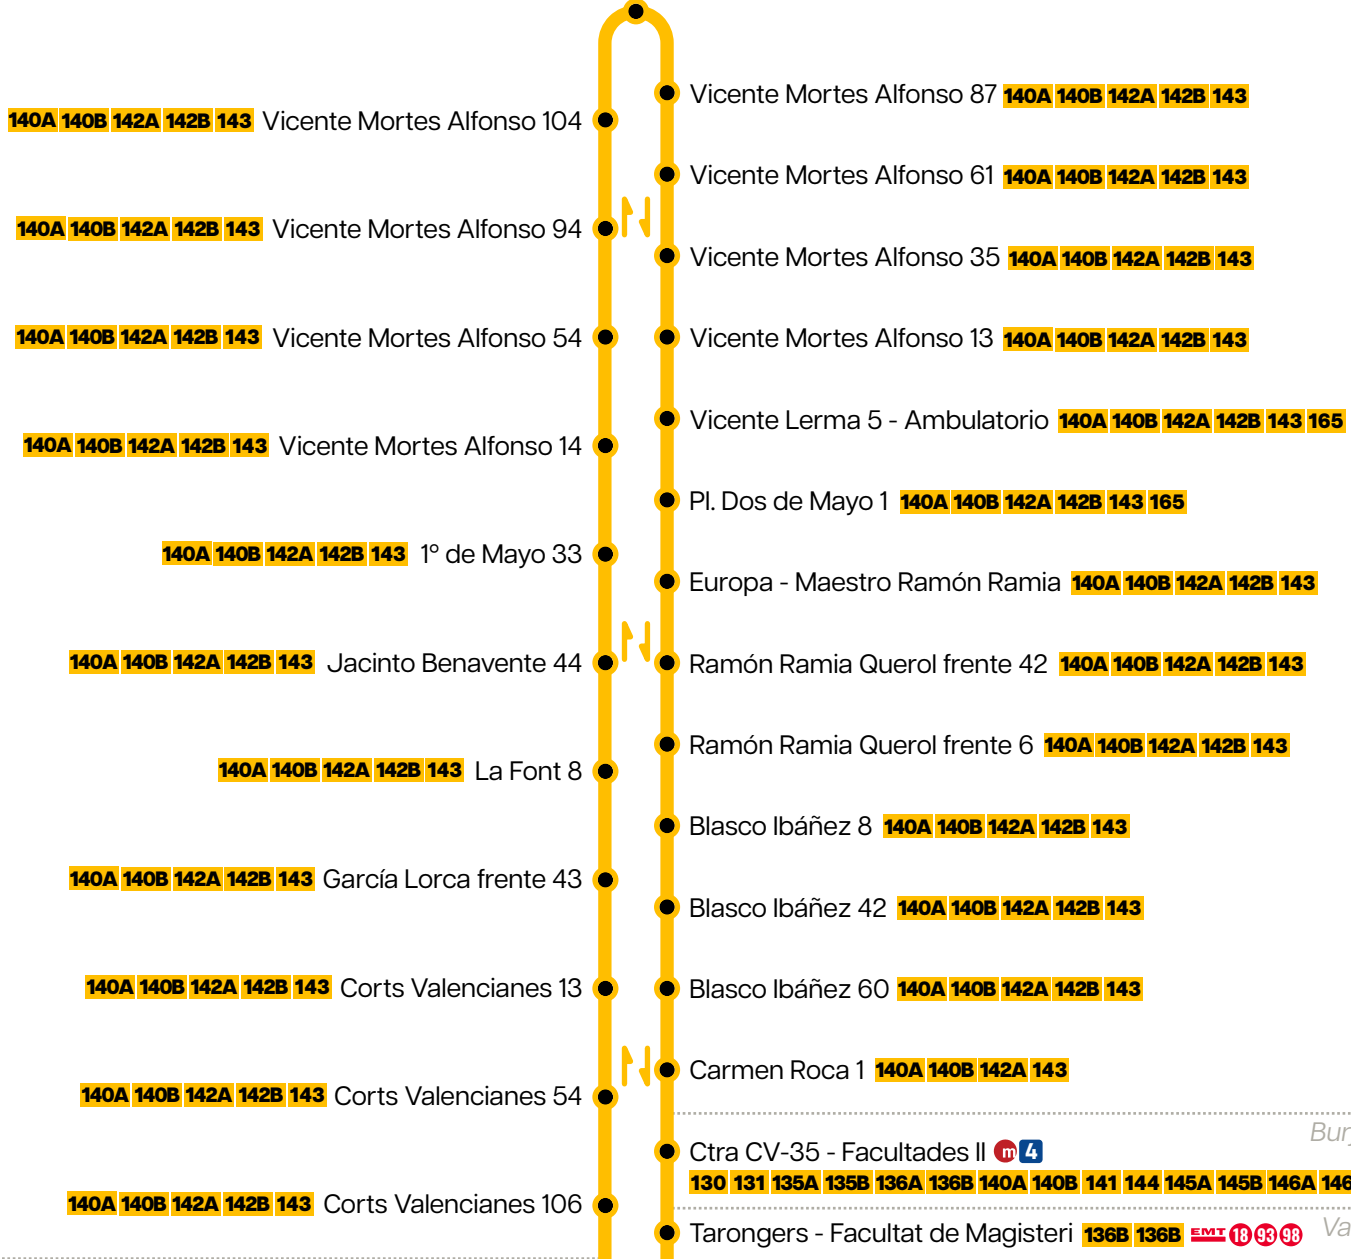 140A 140B 142A 142B 143 Vicente Mortes Alfonso 104
140A 140B 142A 142B 143 Vicente Mortes Alfonso 94
140A 140B 142A 142B 143 Vicente Mortes Alfonso 54
140A 140B 142A 142B 143 Vicente Mortes Alfonso 14
140A 140B 142A 142B 143 1º de Mayo 33
140A 140B 142A 142B 143 Jacinto Benavente 44
140A 140B 142A 142B 143 La Font 8
140A 140B 142A 142B 143 García Lorca frente 43
140A 140B 142A 142B 143 Corts Valencianes 13
140A 140B 142A 142B 143 Corts Valencianes 54
140A 140B 142A 142B 143 Corts Valencianes 106
Vicente Mortes Alfonso 87 140A 140B 142A 142B 143
Vicente Mortes Alfonso 61 140A 140B 142A 142B 143
Vicente Mortes Alfonso 35 140A 140B 142A 142B 143
Vicente Mortes Alfonso 13 140A 140B 142A 142B 143
Vicente Lerma 5 - Ambulatorio 140A 140B 142A 142B 143 165
Pl. Dos de Mayo 1 140A 140B 142A 142B 143 165
Europa - Maestro Ramón Ramia 140A 140B 142A 142B 143
Ramón Ramia Querol frente 42 140A 140B 142A 142B 143
Ramón Ramia Querol frente 6 140A 140B 142A 142B 143
Blasco Ibáñez 8 140A 140B 142A 142B 143
Blasco Ibáñez 42 140A 140B 142A 142B 143
Blasco Ibáñez 60 140A 140B 142A 142B 143
Carmen Roca 1 140A 140B 142A 143
Ctra CV-35 - Facultades II m 4
130 131 135A 135B 136A 136B 140A 140B 141 144 145A 145B 146A
Tarongers - Facultat de Magisteri 136B 136B EMT 18 93 98